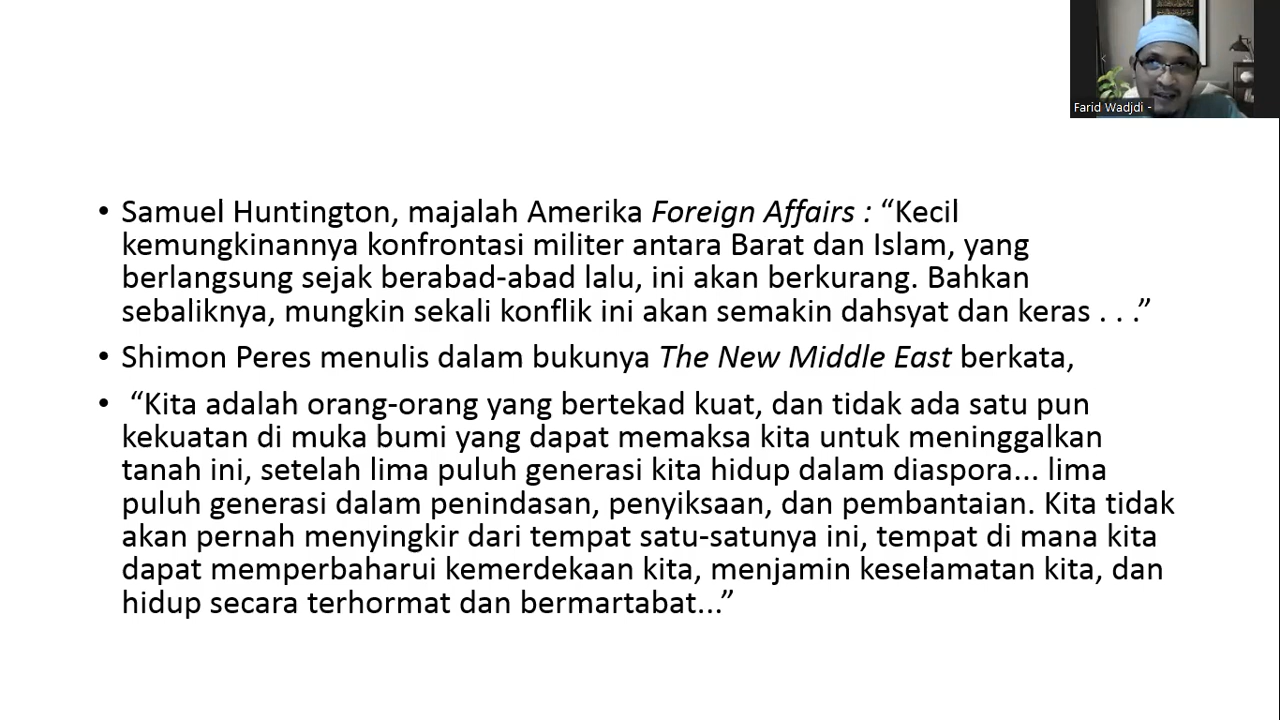 Farid Wadjdi -
• Samuel Huntington, majalah Amerika Foreign Affairs : “Kecil
kemungkinannya konfrontasi militer antara Barat dan Islam, yang
berlangsung sejak berabad-abad lalu, ini akan berkurang. Bahkan
sebaliknya, mungkin sekali konflik ini akan semakin dahsyat dan keras . . .”
• Shimon Peres menulis dalam bukunya The New Middle East berkata,
• “Kita adalah orang-orang yang bertekad kuat, dan tidak ada satu pun
kekuatan di muka bumi yang dapat memaksa kita untuk meninggalkan
tanah ini, setelah lima puluh generasi kita hidup dalam diaspora... lima
puluh generasi dalam penindasan, penyiksaan, dan pembantaian. Kita tidak
akan pernah menyingkir dari tempat satu-satunya ini, tempat di mana kita
dapat memperbaharui kemerdekaan kita, menjamin keselamatan kita, dan
hidup secara terhormat dan bermartabat...”